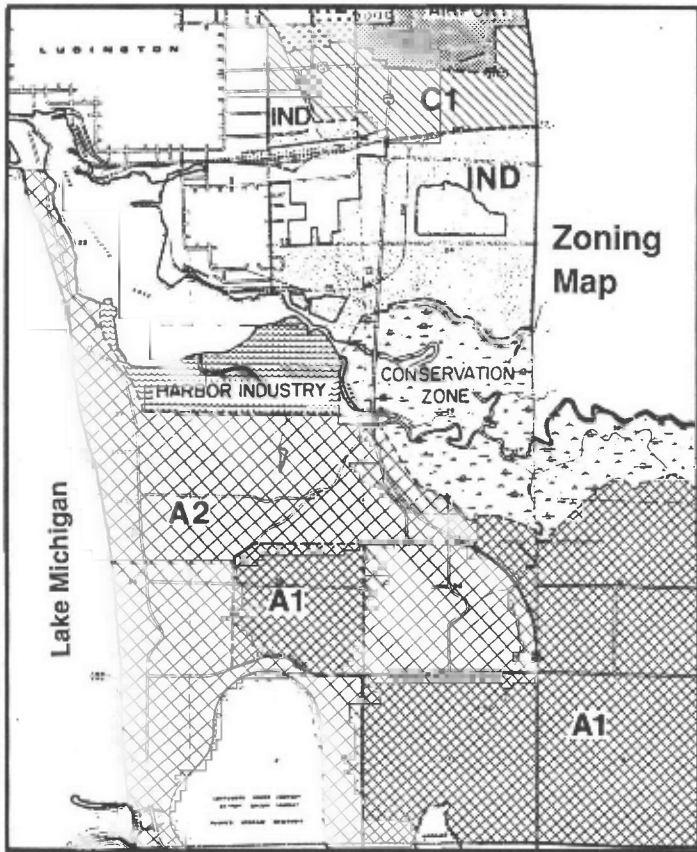 AIRPORT
LUDINGTON
C1
IND
IND
Zoning
Map
HARBOR INDUSTRY
CONSERVATION
ZONE
A2
Lake Michigan
A1
A1